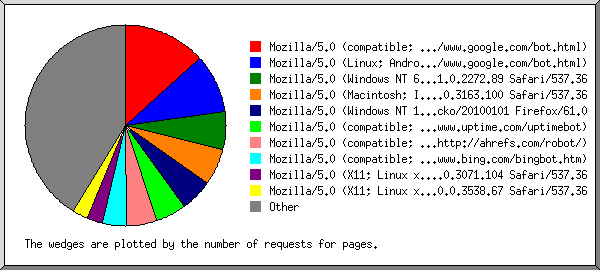 Mozilla/5.0 (compatible; .../www.google.com/bot.html)
Mozilla/5.0 (Linux; Andro.../www.google.com/bot.html)
Mozilla/5.0 (Windows NT 6...1.0.2272.89 Safari/537.36
Mozilla/5.0 (Macintosh; I....0.3163.100 Safari/537.36
Mozilla/5.0 (Windows NT 1...cko/20100101 Firefox/61.0
Mozilla/5.0 (compatible; ...www.uptime.com/uptimebot)
Mozilla/5.0 (compatible; ...http://ahrefs.com/robot/)
Mozilla/5.0 (compatible; ...www.bing.com/bingbot.htm)
Mozilla/5.0 (X11; Linux x....0.3071.104 Safari/537.36
Mozilla/5.0 (X11; Linux x...0.0.3538.67 Safari/537.36
Other
The wedges are plotted by the number of requests for pages.